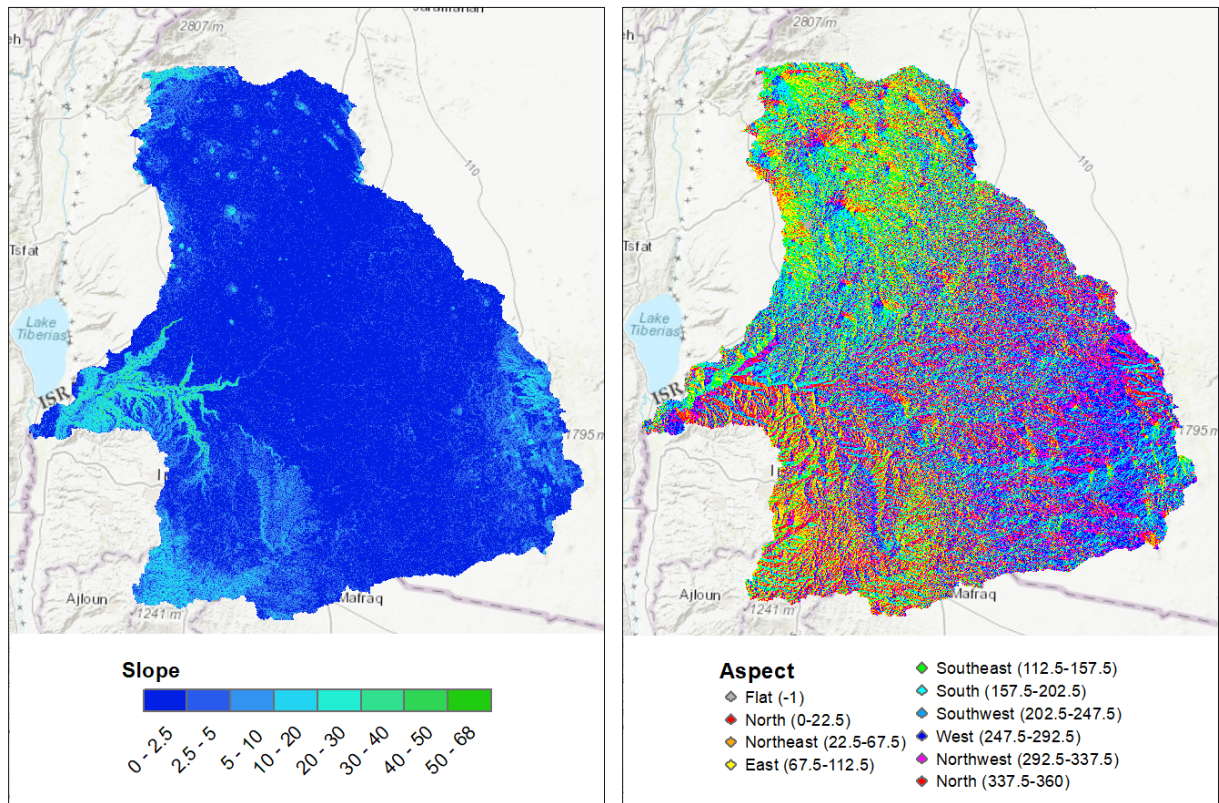 2807 m
Tsfat
Lake
Tiberias
ISR
1795 m
Ajloun
1241 m
Mafraq
110
Slope
0 - 2.5
2.5 - 5
5 - 10
10 - 20
20 - 30
30 - 40
40 - 50
50 - 68
2807 m
110
Tsfat
Lake
Tiberias
ISR
1795 m
Ajloun
1241 m
Mafraq
Aspect
Flat (-1)
North (0-22.5)
Northeast (22.5-67.5)
East (67.5-112.5)
Southeast (112.5-157.5)
South (157.5-202.5)
Southwest (202.5-247.5)
West (247.5-292.5)
Northwest (292.5-337.5)
North (337.5-360)